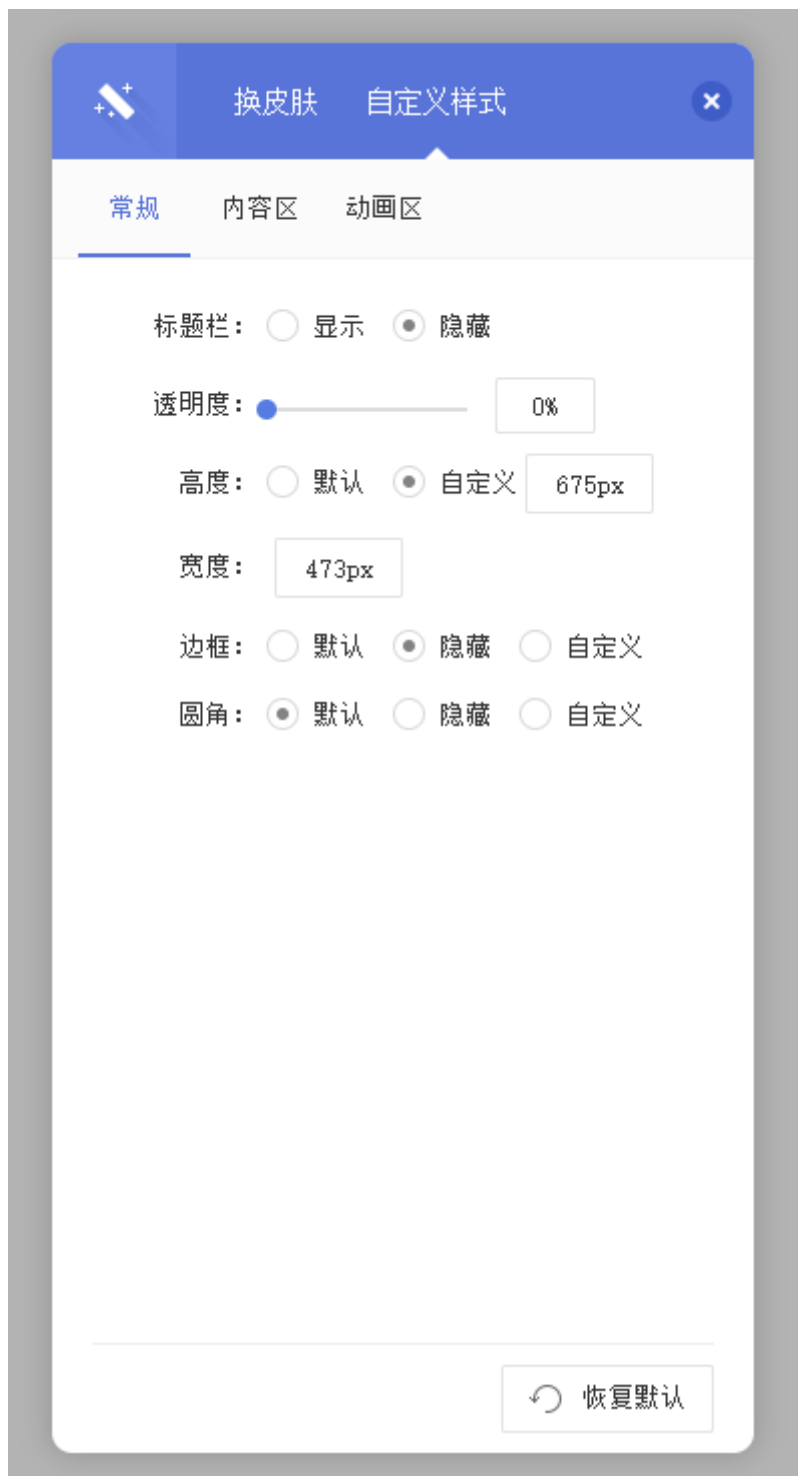 换皮肤 自定义样式
常规 内容区 动画区
标题栏： 显示 隐藏
透明度： 0%
高度： 默认 自定义 675px
宽度： 473px
边框： 默认 隐藏 自定义
圆角： 默认 隐藏 自定义
恢复默认